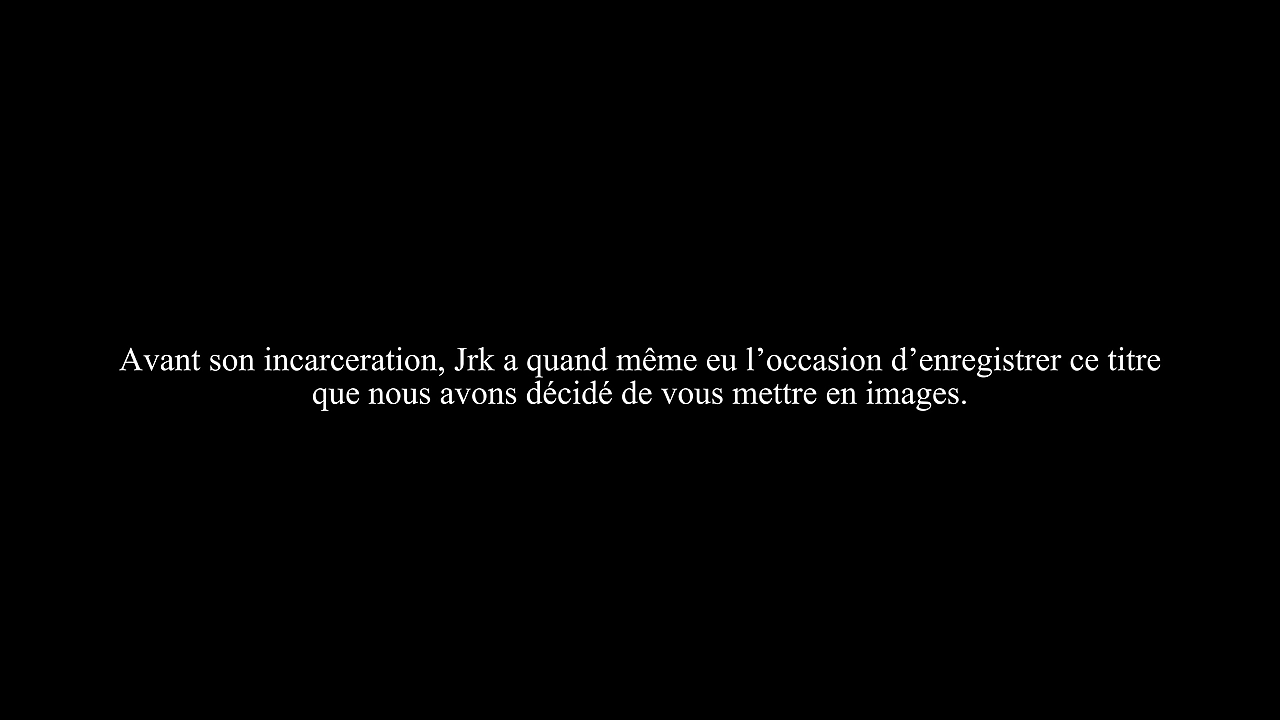 Avant son incarceration, Jrk a quand même eu l’occasion d’enregistrer ce titre
que nous avons décidé de vous mettre en images.